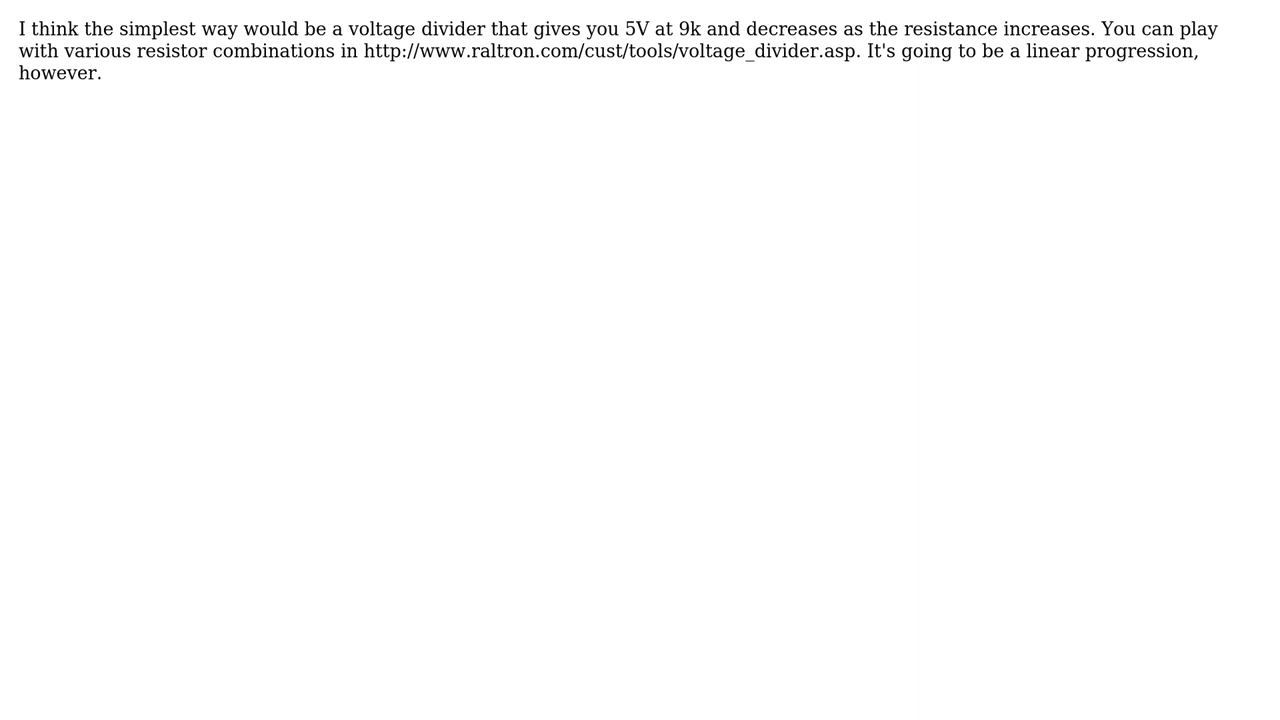 I think the simplest way would be a voltage divider that gives you 5V at 9k and decreases as the resistance increases. You can play
with various resistor combinations in http://www.raltron.com/cust/tools/voltage_divider.asp. It's going to be a linear progression,
however.